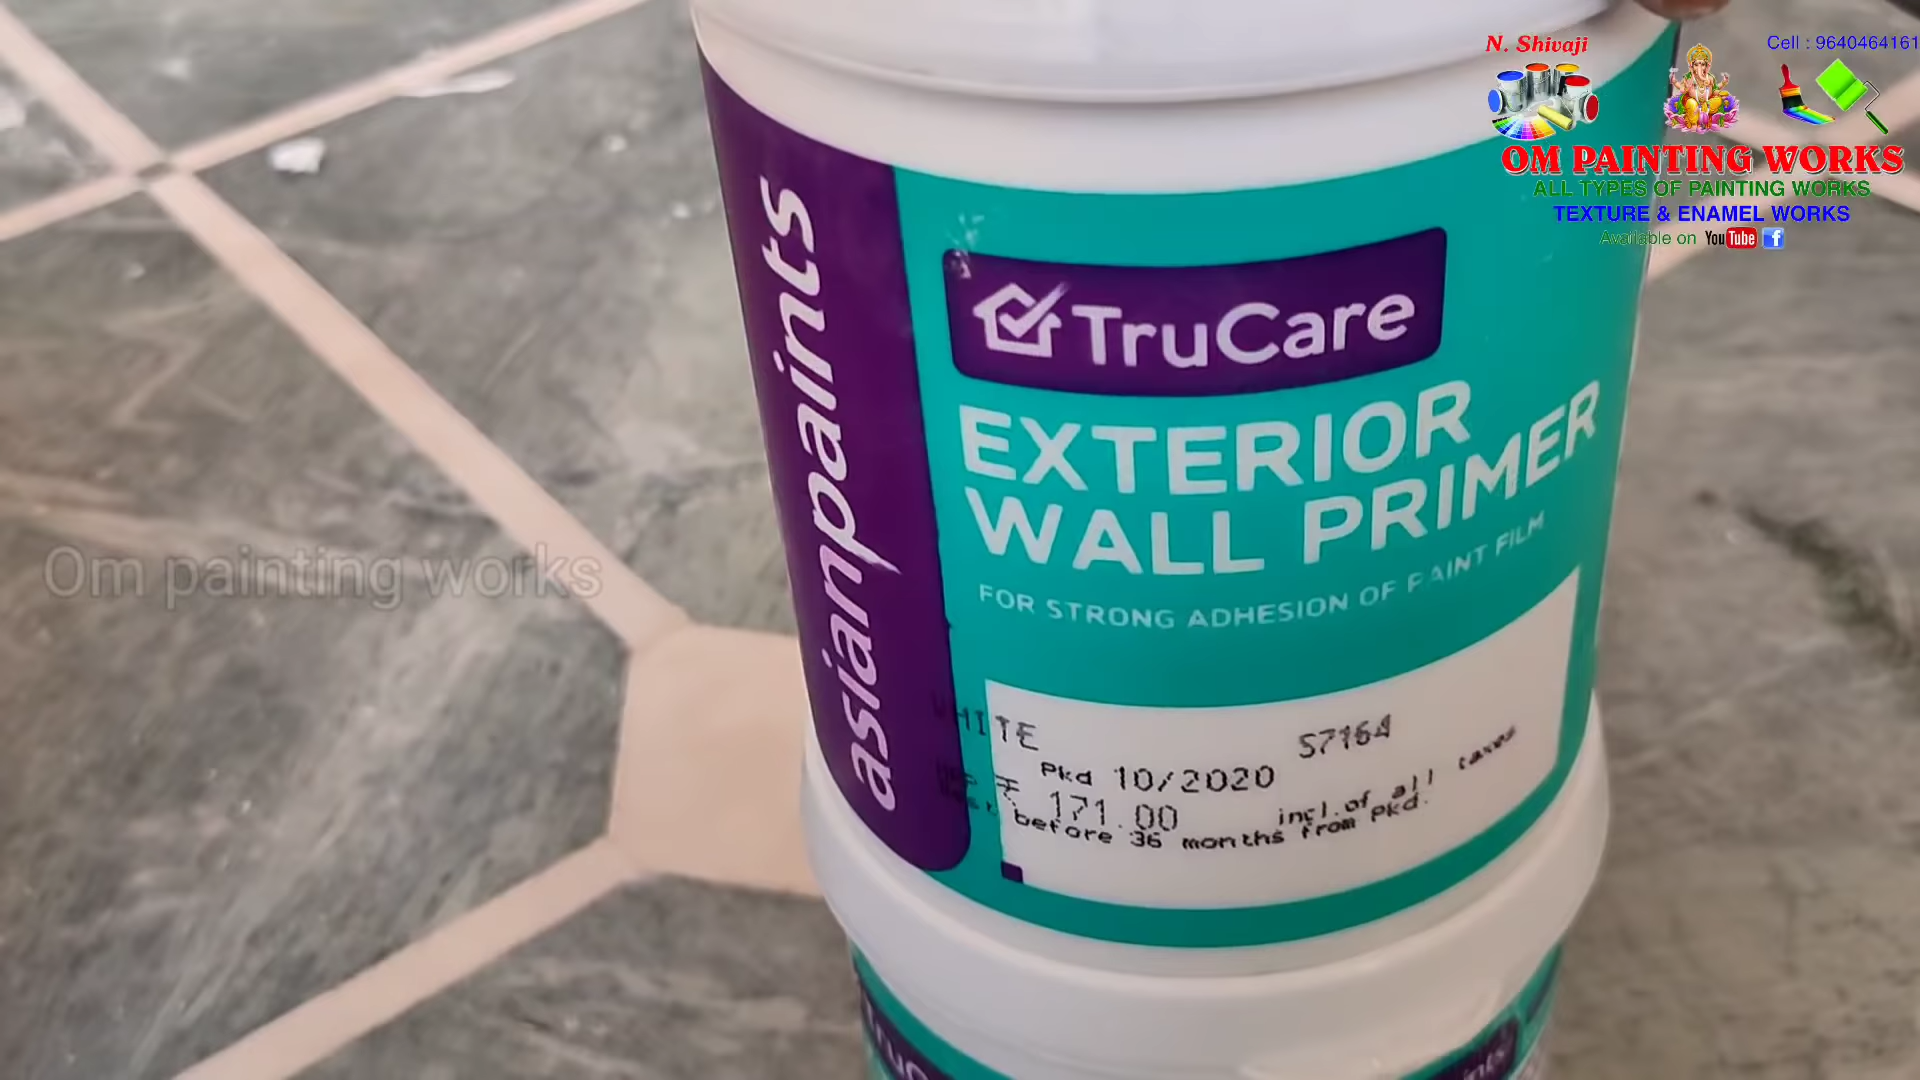 N. Shivaji
Cell : 9640464161
OM PAINTING WORKS
ALL TYPES OF PAINTING WORKS
TEXTURE & ENAMEL WORKS
Available on YouTube f
asianpaints
TruCare
EXTERIOR
WALL PRIMER
FOR STRONG ADHESION OF PAINT FILM
WHITE S7164
Pkd 10/2020
₹ 171.00 incl.of all taxes
before 36 months from Pkd.
Om painting works